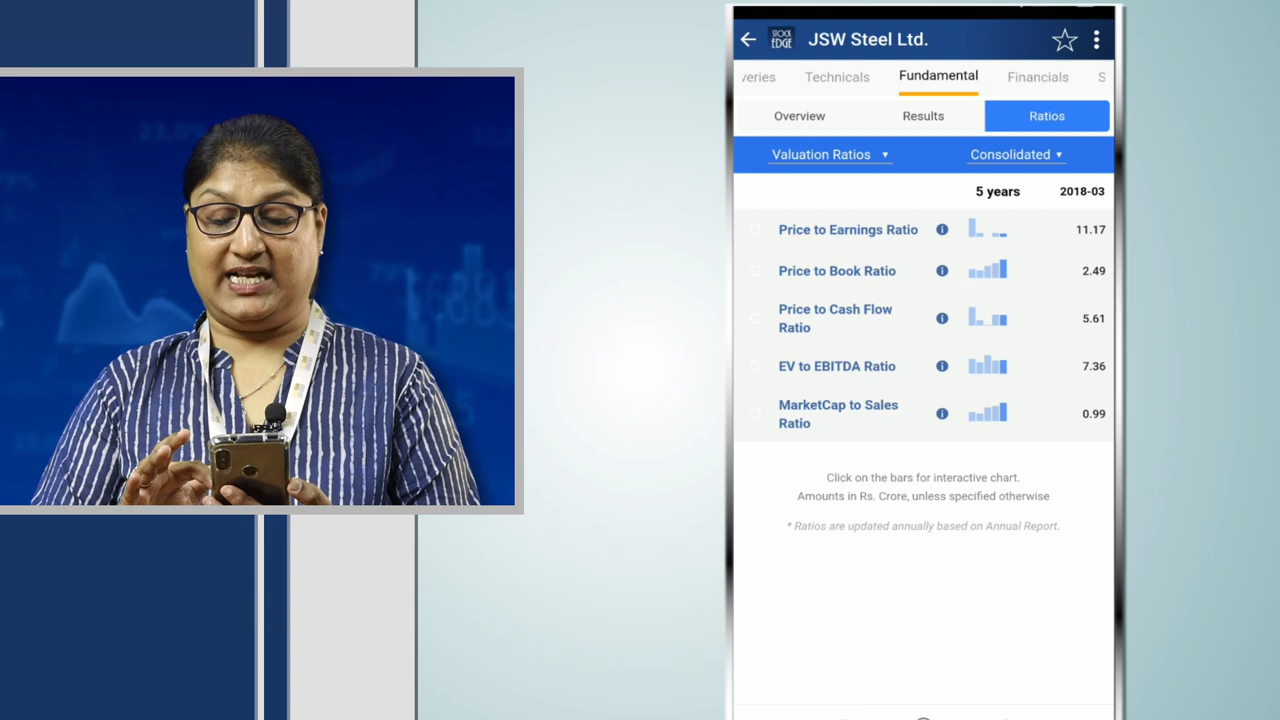 STOCK
EDGE
JSW Steel Ltd.
Technicals
Fundamental
Financials
Overview
Results
Ratios
Valuation Ratios
Consolidated
5 years
2018-03
Price to Earnings Ratio
11.17
Price to Book Ratio
2.49
Price to Cash Flow
Ratio
5.61
EV to EBITDA Ratio
7.36
MarketCap to Sales
Ratio
0.99
Click on the bars for interactive chart.
Amounts in Rs. Crore, unless specified otherwise
* Ratios are updated annually based on Annual Report.